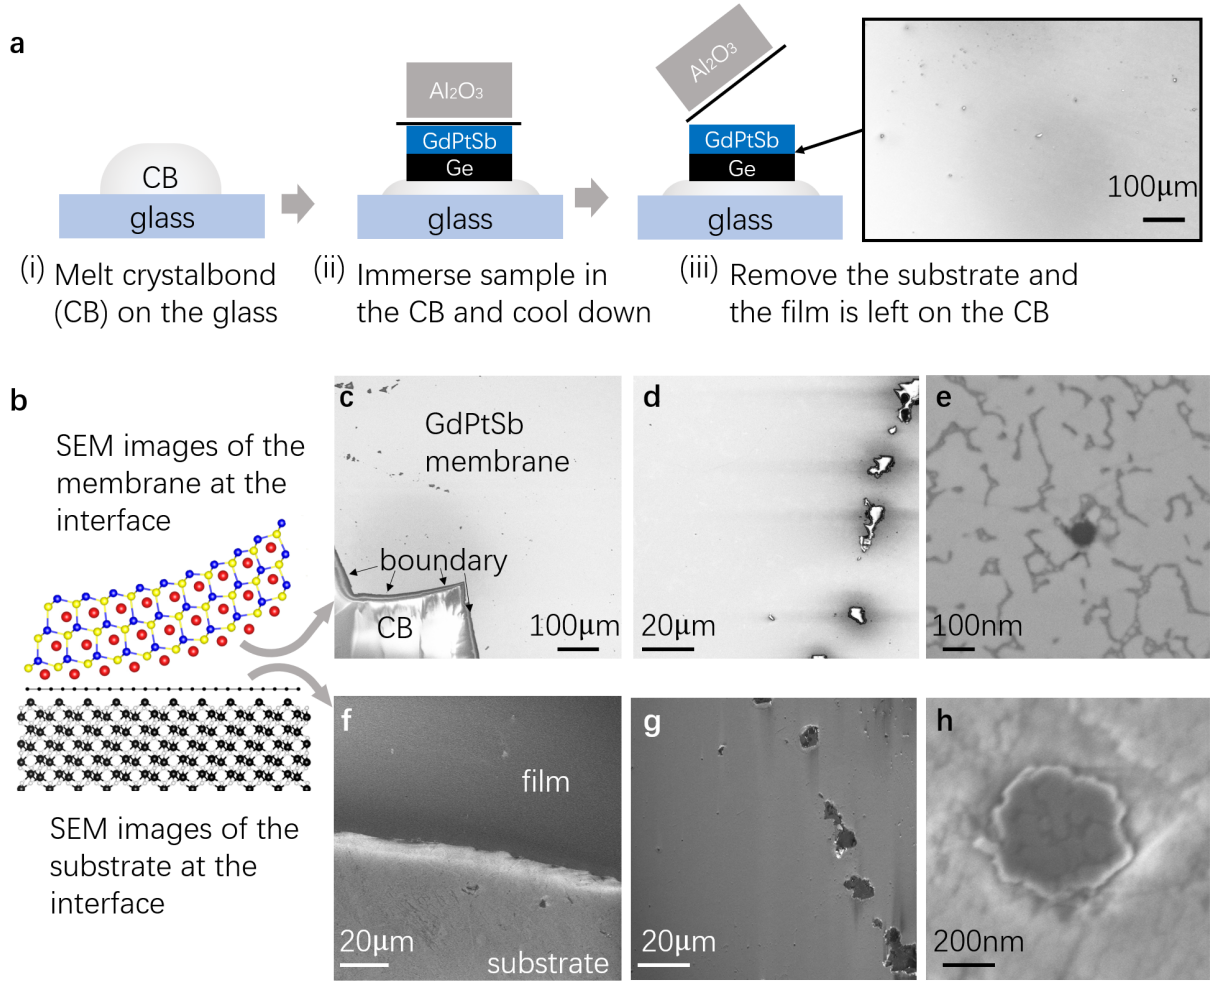 a
Al₂O₃
GdPtSb
Ge
CB
glass
glass
Al₂O₃
GdPtSb
Ge
glass
100μm
(i) Melt crystalbond
(CB) on the glass
(ii) Immerse sample in
the CB and cool down
(iii) Remove the substrate and
the film is left on the CB
b
SEM images of the
membrane at the
interface
SEM images of the
substrate at the
interface
c
GdPtSb
membrane
boundary
CB
100μm
d
20μm
e
100nm
f
film
20μm
substrate
g
20μm
h
200nm